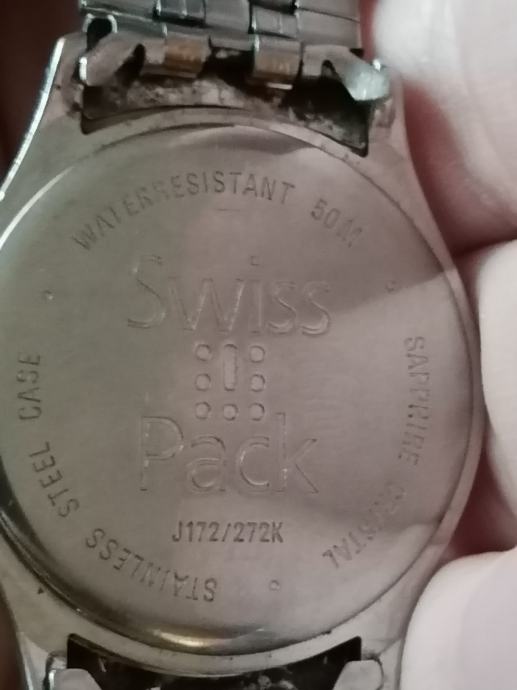 WATERRESISTANT 50M
Swiss
Pack
J172/272K
SAPPHIRE CRYSTAL
STAINLESS STEEL CASE